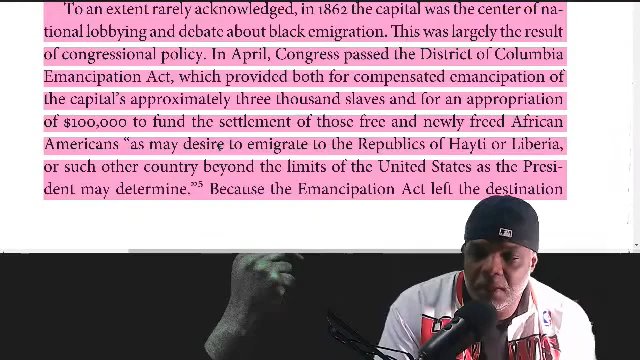 To an extent rarely acknowledged, in 1862 the capital was the center of na-
tional lobbying and debate about black emigration. This was largely the result
of congressional policy. In April, Congress passed the District of Columbia
Emancipation Act, which provided both for compensated emancipation of
the capital's approximately three thousand slaves and for an appropriation
of $100,000 to fund the settlement of those free and newly freed African
Americans “as may desire to emigrate to the Republics of Hayti or Liberia,
or such other country beyond the limits of the United States as the Presi-
dent may determine.”5 Because the Emancipation Act left the destination